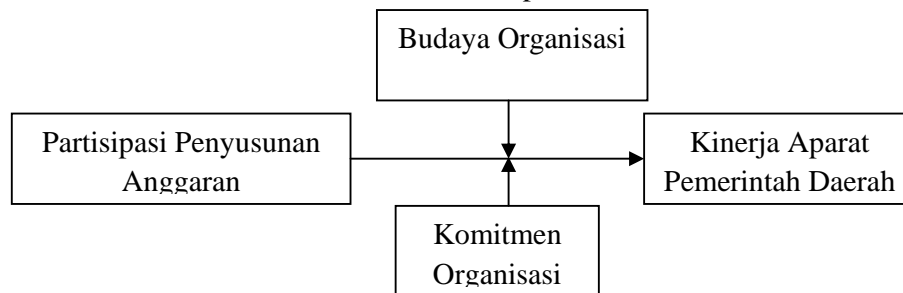 Budaya Organisasi
Partisipasi Penyusunan
Anggaran
Kinerja Aparat
Pemerintah Daerah
Komitmen
Organisasi